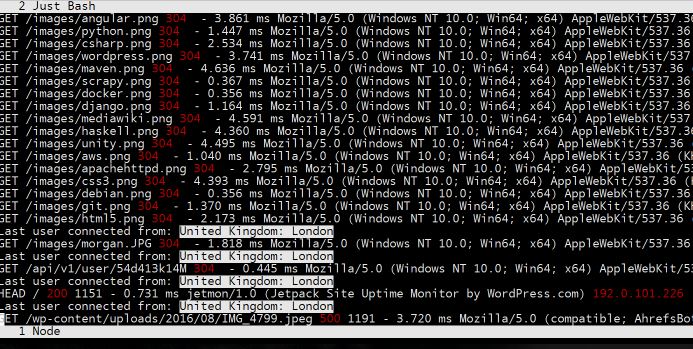 2 Just Bash
GET /images/angular.png 304 - 3.861 ms Mozilla/5.0 (Windows NT 10.0; Win64; x64) AppleWebKit/537.36
GET /images/python.png 304 - 1.447 ms Mozilla/5.0 (Windows NT 10.0; Win64; x64) AppleWebKit/537.36 (
GET /images/csharp.png 304 - 2.534 ms Mozilla/5.0 (Windows NT 10.0; Win64; x64) AppleWebKit/537.36 (
GET /images/wordpress.png 304 - 3.741 ms Mozilla/5.0 (Windows NT 10.0; Win64; x64) AppleWebKit/537.
GET /images/maven.png 304 - 4.636 ms Mozilla/5.0 (Windows NT 10.0; Win64; x64) AppleWebKit/537.36 (
GET /images/scrapy.png 304 - 0.367 ms Mozilla/5.0 (Windows NT 10.0; Win64; x64) AppleWebKit/537.36 (
GET /images/docker.png 304 - 0.356 ms Mozilla/5.0 (Windows NT 10.0; Win64; x64) AppleWebKit/537.36 (
GET /images/django.png 304 - 1.164 ms Mozilla/5.0 (Windows NT 10.0; Win64; x64) AppleWebKit/537.36 (
GET /images/mediawiki.png 304 - 4.591 ms Mozilla/5.0 (Windows NT 10.0; Win64; x64) AppleWebKit/537.
GET /images/haskell.png 304 - 4.360 ms Mozilla/5.0 (Windows NT 10.0; Win64; x64) AppleWebKit/537.36
GET /images/unity.png 304 - 4.495 ms Mozilla/5.0 (Windows NT 10.0; Win64; x64) AppleWebKit/537.36 (
GET /images/aws.png 304 - 1.040 ms Mozilla/5.0 (Windows NT 10.0; Win64; x64) AppleWebKit/537.36 (KH
GET /images/apachehttpd.png 304 - 2.795 ms Mozilla/5.0 (Windows NT 10.0; Win64; x64) AppleWebKit/53
GET /images/css3.png 304 - 4.393 ms Mozilla/5.0 (Windows NT 10.0; Win64; x64) AppleWebKit/537.36 (K
GET /images/debian.png 304 - 0.356 ms Mozilla/5.0 (Windows NT 10.0; Win64; x64) AppleWebKit/537.36 (
GET /images/git.png 304 - 1.370 ms Mozilla/5.0 (Windows NT 10.0; Win64; x64) AppleWebKit/537.36 (KH
GET /images/html5.png 304 - 2.173 ms Mozilla/5.0 (Windows NT 10.0; Win64; x64) AppleWebKit/537.36 (
Last user connected from: United Kingdom: London
GET /images/morgan.JPG 304 - 1.818 ms Mozilla/5.0 (Windows NT 10.0; Win64; x64) AppleWebKit/537.36 (
Last user connected from: United Kingdom: London
GET /api/v1/user/54d413k14M 304 - 0.445 ms Mozilla/5.0 (Windows NT 10.0; Win64; x64) AppleWebKit/53
Last user connected from: United Kingdom: London
HEAD / 200 1151 - 0.731 ms jetmon/1.0 (Jetpack Site Uptime Monitor by WordPress.com) 192.0.101.226
Last user connected from: United Kingdom: London
GET /wp-content/uploads/2016/08/IMG_4799.jpeg 500 1191 - 3.720 ms Mozilla/5.0 (compatible; AhrefsBo
1 Node